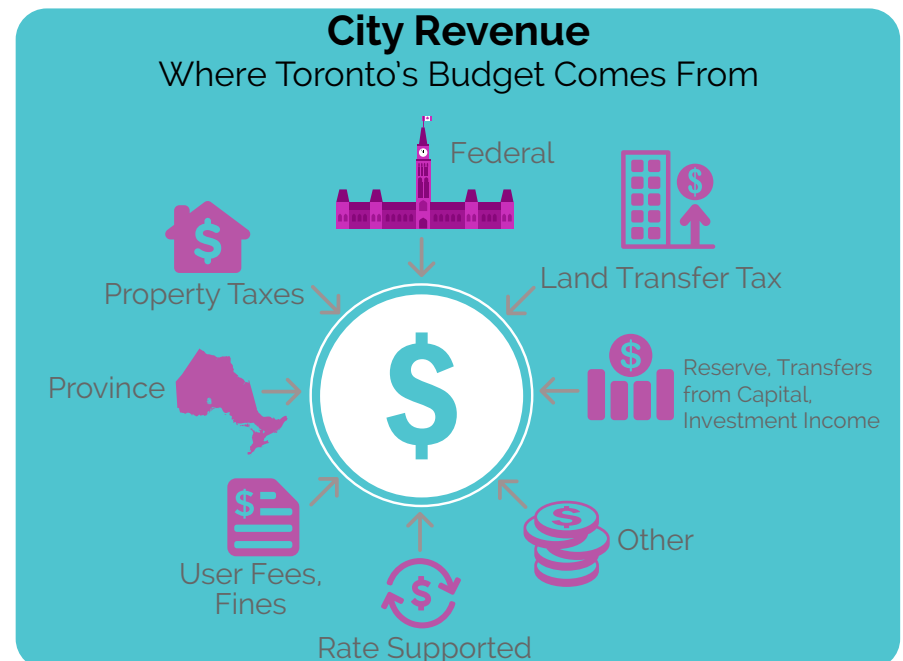 City Revenue
Where Toronto's Budget Comes From
Federal
Land Transfer Tax
Property Taxes
Province
Reserve, Transfers
from Capital,
Investment Income
User Fees,
Fines
Other
Rate Supported
$
$
$
$
$
$
$